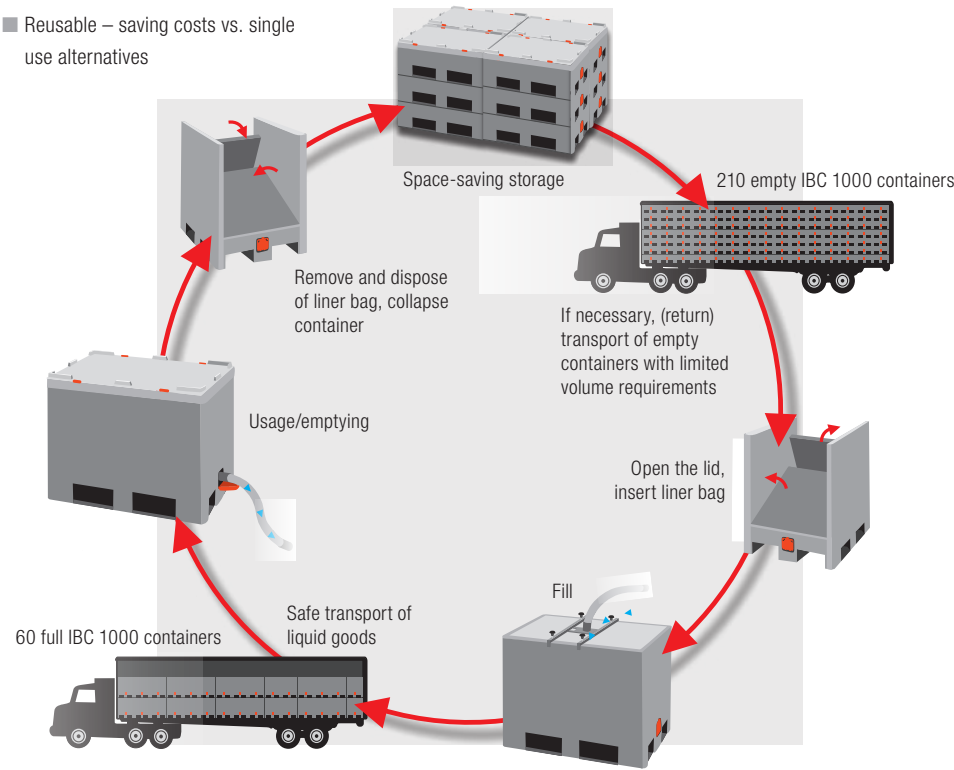 Reusable – saving costs vs. single
use alternatives
Space-saving storage
210 empty IBC 1000 containers
If necessary, (return)
transport of empty
containers with limited
volume requirements
Open the lid,
insert liner bag
Fill
Safe transport of
liquid goods
60 full IBC 1000 containers
Usage/emptying
Remove and dispose
of liner bag, collapse
container